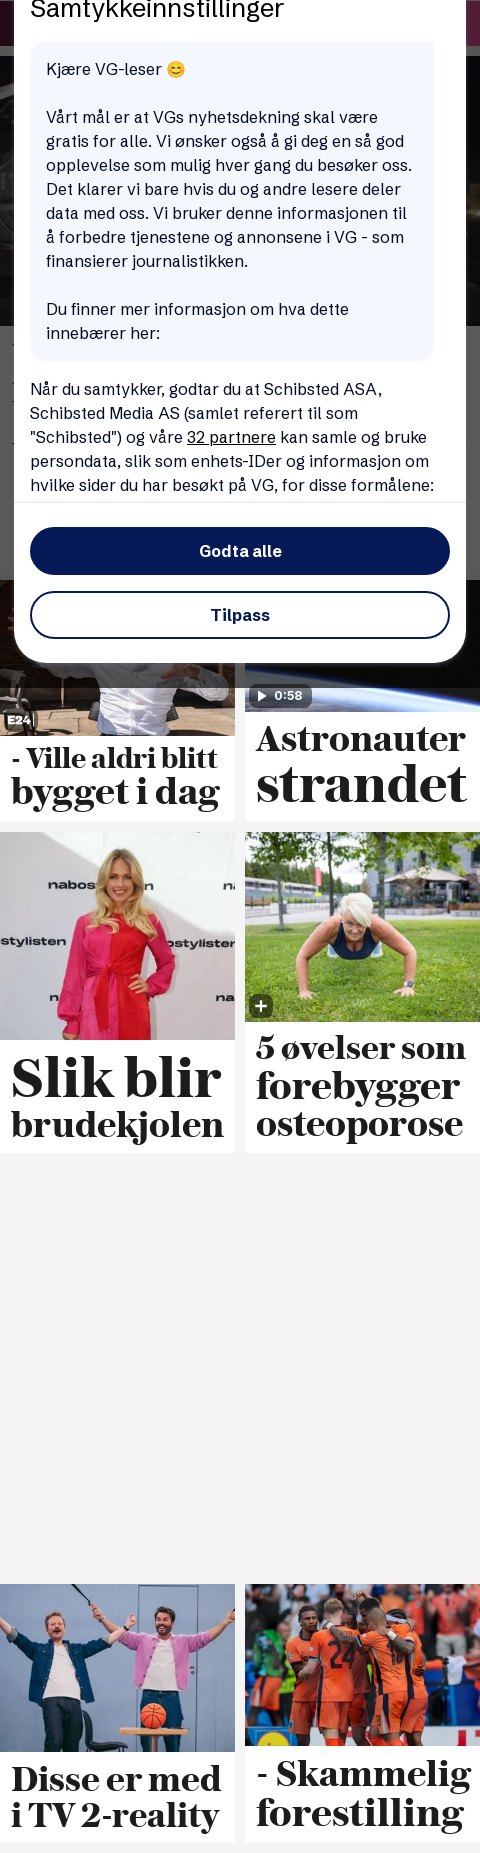 Samtykkeinnstillinger
Kjære VG-leser 😊
Vårt mål er at VGs nyhetsdekning skal være
gratis for alle. Vi ønsker også å gi deg en så god
opplevelse som mulig hver gang du besøker oss.
Det klarer vi bare hvis du og andre lesere deler
data med oss. Vi bruker denne informasjonen til
å forbedre tjenestene og annonsene i VG - som
finansierer journalistikken.
Du finner mer informasjon om hva dette
innebærer her:
Når du samtykker, godtar du at Schibsted ASA,
Schibsted Media AS (samlet referert til som
"Schibsted") og våre 32 partnere kan samle og bruke
persondata, slik som enhets-IDer og informasjon om
hvilke sider du har besøkt på VG, for disse formålene:
Godta alle
Tilpass
E24
0:58
- Ville aldri blitt
bygget i dag
Astronauter
strandet
stylisten
stylisten
Slik blir
brudekjolen
5 øvelser som
forebygger
osteoporose
24
Disse er med
i TV 2-reality
- Skammelig
forestilling